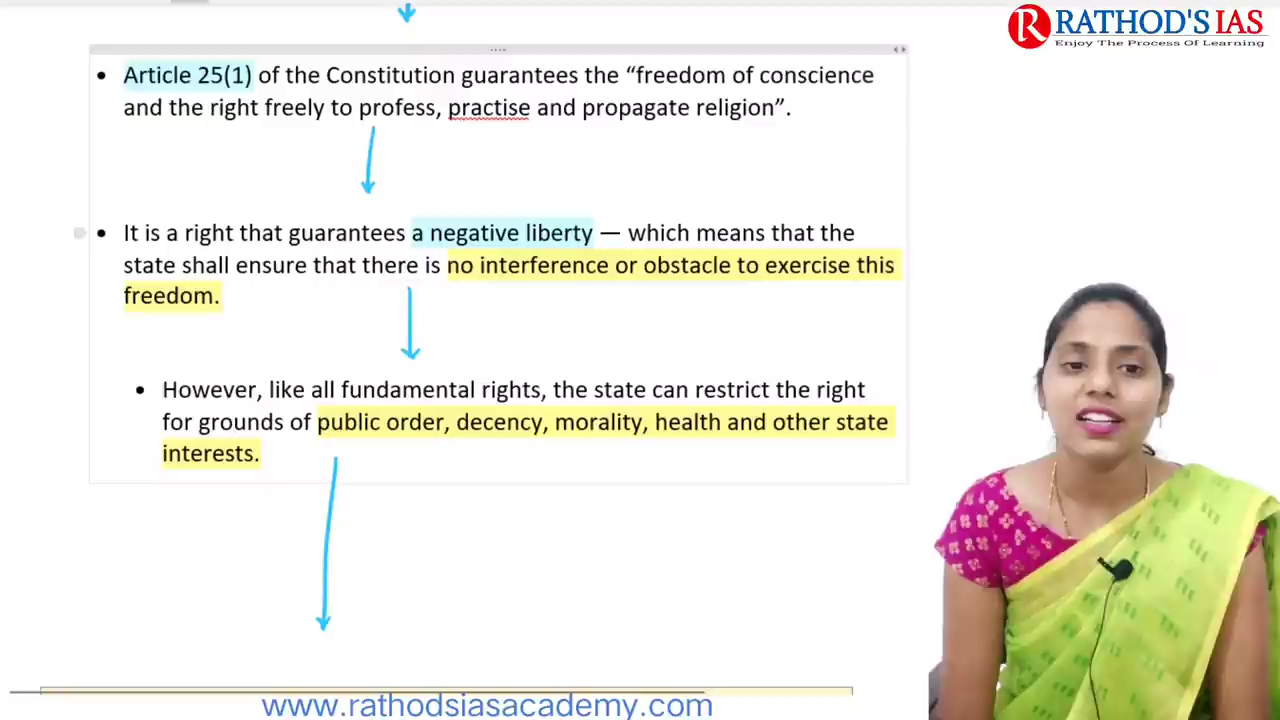 RATHOD'S IAS
Enjoy The Process Of Learning
• Article 25(1) of the Constitution guarantees the “freedom of conscience
and the right freely to profess, practise and propagate religion”.
• It is a right that guarantees a negative liberty — which means that the
state shall ensure that there is no interference or obstacle to exercise this
freedom.
• However, like all fundamental rights, the state can restrict the right
for grounds of public order, decency, morality, health and other state
interests.
www.rathodsiasacademy.com